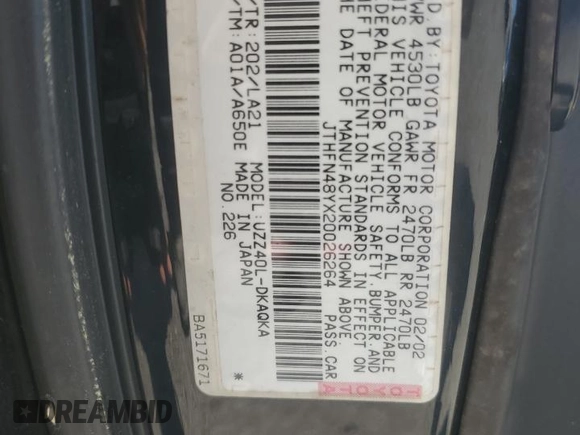 D. BY: TOYOTA MOTOR CORPORATION 02/02
WR 4530LB GAWR FR 2470LB RR 2470LB
IS VEHICLE CONFORMS TO ALL APPLICABLE
DERAL MOTOR VEHICLE SAFETY, BUMPER, AND
EFT PREVENTION STANDARDS IN EFFECT ON
E DATE OF MANUFACTURE SHOWN ABOVE.
JTHFN48YX20026264 PASS.CAR
/TR: 202/LA21 MODEL: UZZ40L-DKAQKA
/TM: A01A/A650E MADE IN JAPAN
NO. 226
※
BA5171671
TOYOTA
DREAMBID